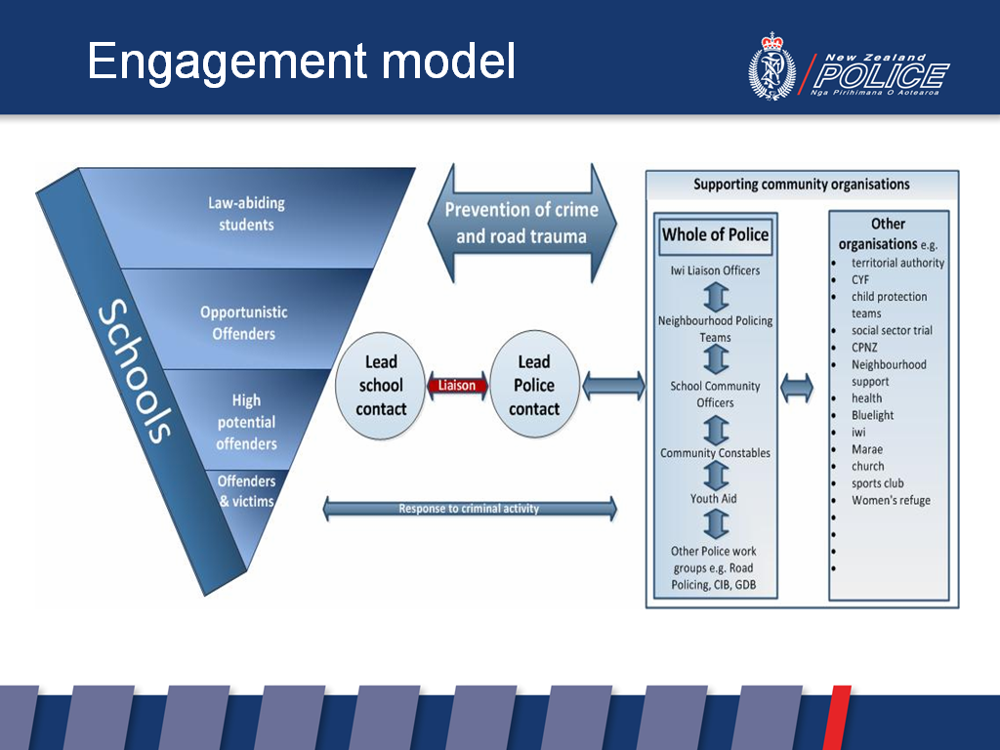 Engagement model
New Zealand
POLICE
Nga Pirihimana O Aotearoa
Schools
Law-abiding
students
Opportunistic
Offenders
High
potential
offenders
Offenders
& victims
Prevention of crime
and road trauma
Lead
school
contact
Liaison
Lead
Police
contact
Response to criminal activity
Supporting community organisations
Whole of Police
Iwi Liaison Officers
Neighbourhood Policing
Teams
School Community
Officers
Community Constables
Youth Aid
Other Police work
groups e.g. Road
Policing, CIB, GDB
Other
organisations e.g.
• territorial authority
• CYF
• child protection
teams
• social sector trial
• CPNZ
• Neighbourhood
support
• health
• Bluelight
• iwi
• Marae
• church
• sports club
• Women's refuge
•
•
•
•